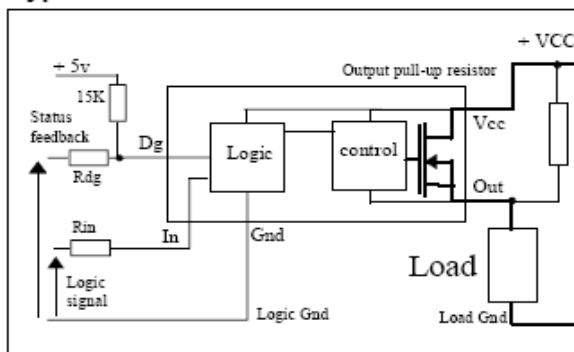 + VCC
+ 5v
Output pull-up resistor
15K
Status
feedback
Dg
Logic
control
Vcc
Rdg
Out
Rin
In
Gnd
Load
Logic
signal
Logic Gnd
Load Gnd